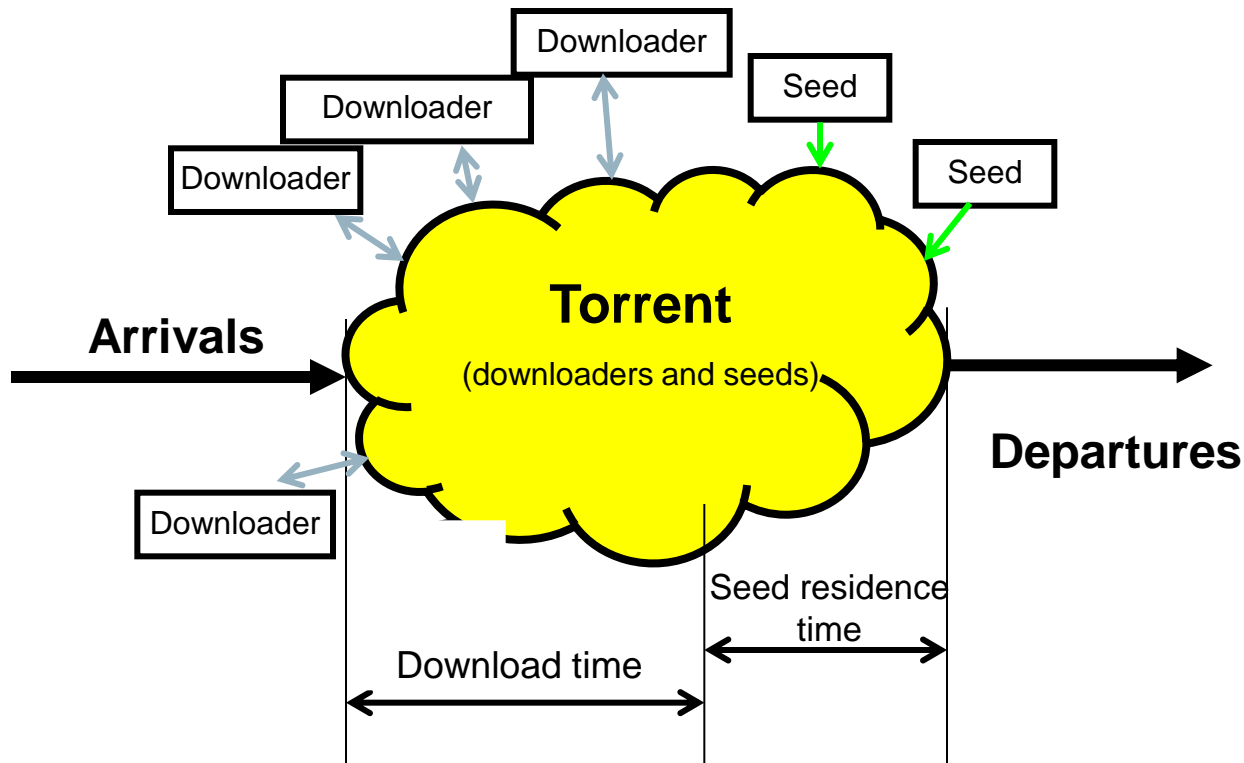 Downloader
Seed
Downloader
Downloader
Seed
Torrent
Arrivals
(downloaders and seeds)
Departures
Downloader
Seed residence
time
Download time